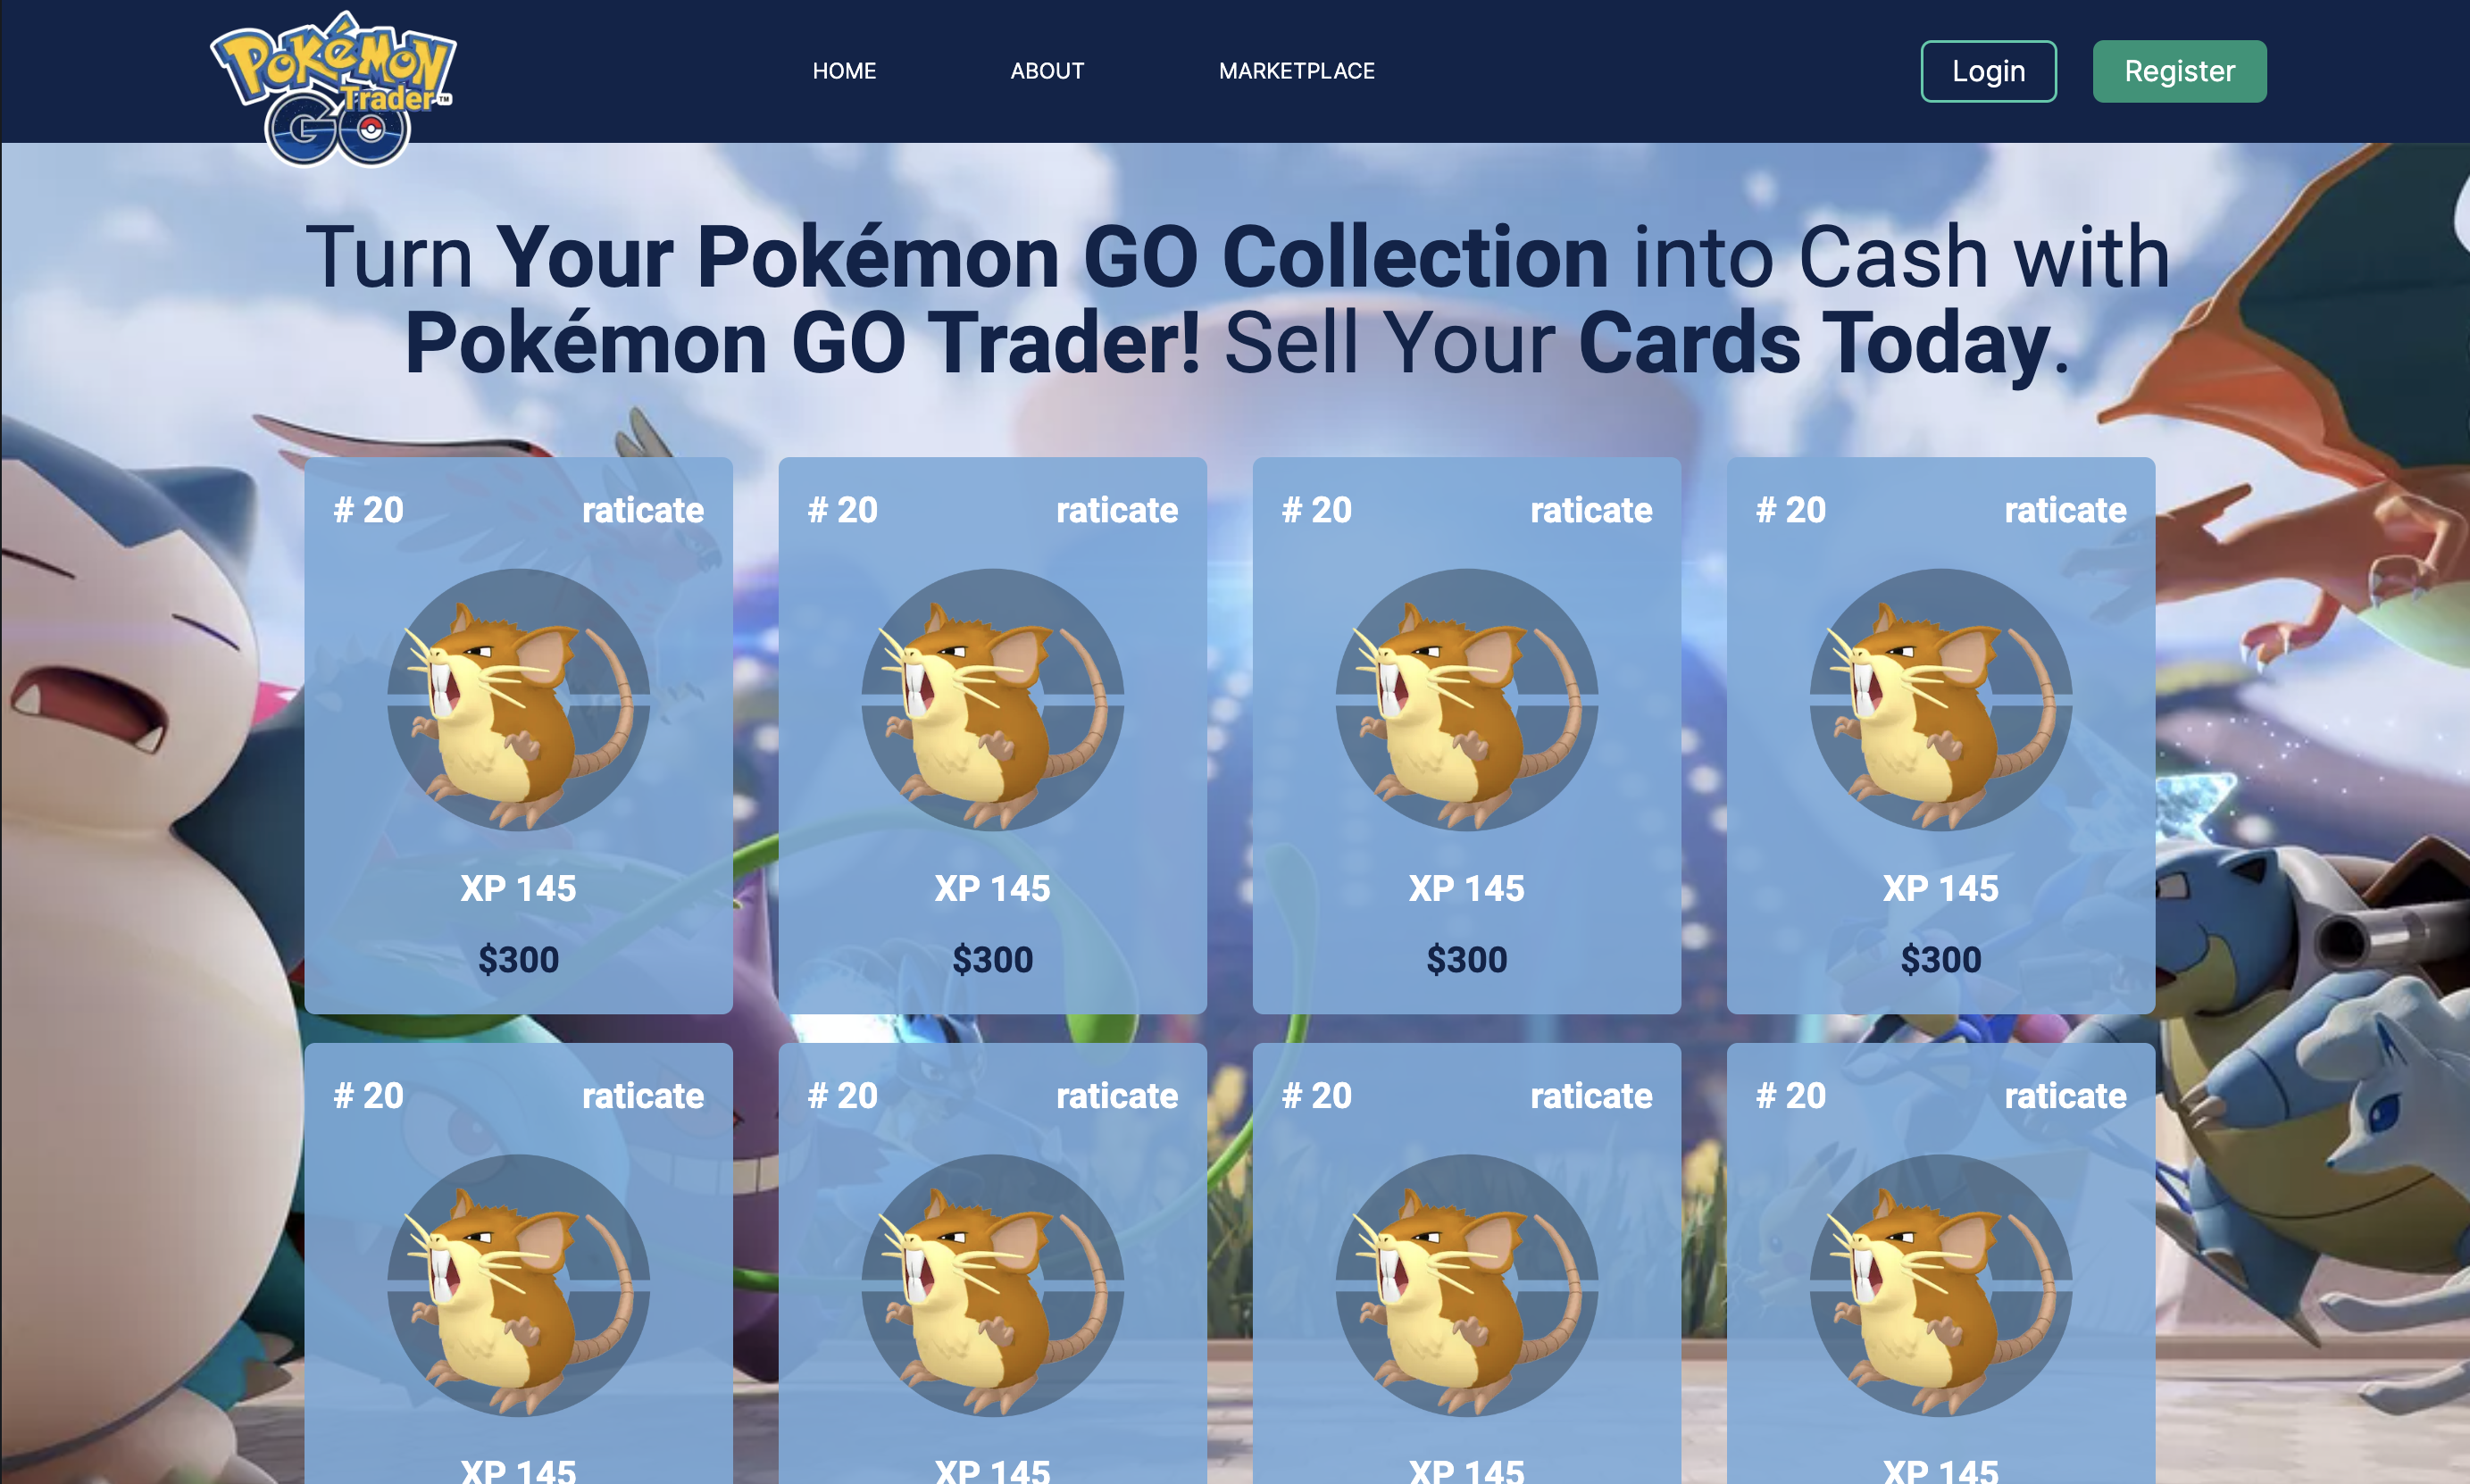 POKéMON
Trader™
GO
HOME ABOUT MARKETPLACE Login Register
Turn Your Pokémon GO Collection into Cash with
Pokémon GO Trader! Sell Your Cards Today.
# 20 raticate # 20 raticate # 20 raticate # 20 raticate
XP 145 XP 145 XP 145 XP 145
$300 $300 $300 $300
# 20 raticate # 20 raticate # 20 raticate # 20 raticate
XP 145 XP 145 XP 145 XP 145